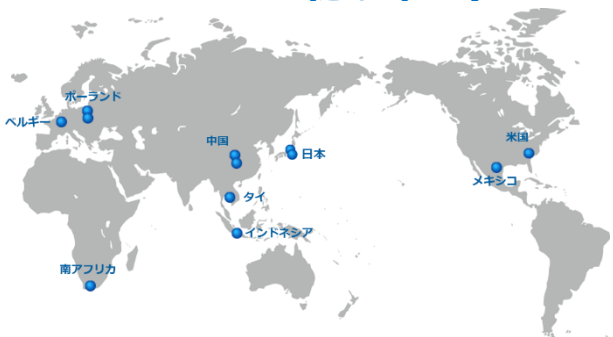 ポーランド
ベルギー
中国
日本
米国
メキシコ
タイ
インドネシア
南アフリカ